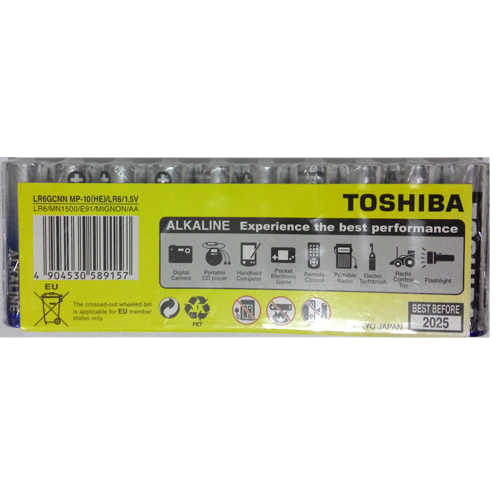 LR6GCNN MP-10(HE)/LR6/1.5V
LR6/MN1500/E91/MIGNON/AA
TOSHIBA
ALKALINE Experience the best performance
Digital Camera
Portable CD player
Handheld Computer
Pocket Electronic Game
Remote Control
Portable Radio
Electric Toothbrush
Radio Control Toy
Flashlight
4 904530 589157
EU
The crossed-out wheeled bin
is applicable for EU member
states only
PET
JAPAN
BEST BEFORE
2025
ALKALINE